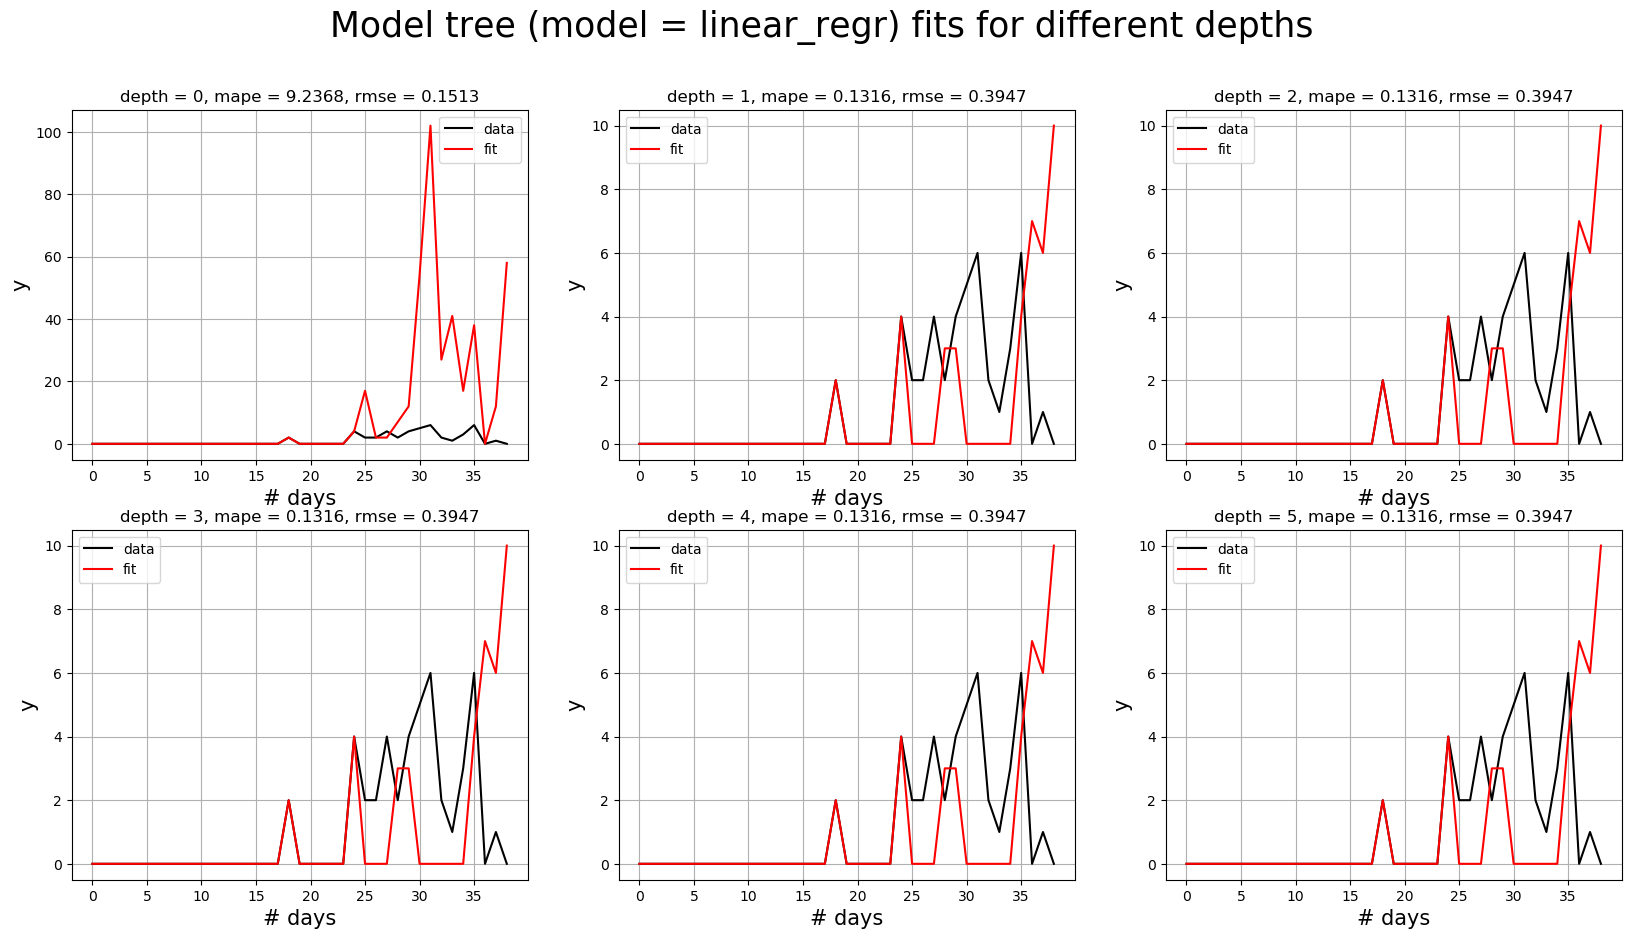 Model tree (model = linear_regr) fits for different depths
depth = 0, mape = 9.2368, rmse = 0.1513
data
fit
y
100
80
60
40
20
0
0 5 10 15 20 25 30 35
# days
depth = 1, mape = 0.1316, rmse = 0.3947
data
fit
y
10
8
6
4
2
0
0 5 10 15 20 25 30 35
# days
depth = 2, mape = 0.1316, rmse = 0.3947
data
fit
y
10
8
6
4
2
0
0 5 10 15 20 25 30 35
# days
depth = 3, mape = 0.1316, rmse = 0.3947
data
fit
y
10
8
6
4
2
0
0 5 10 15 20 25 30 35
# days
depth = 4, mape = 0.1316, rmse = 0.3947
data
fit
y
10
8
6
4
2
0
0 5 10 15 20 25 30 35
# days
depth = 5, mape = 0.1316, rmse = 0.3947
data
fit
y
10
8
6
4
2
0
0 5 10 15 20 25 30 35
# days